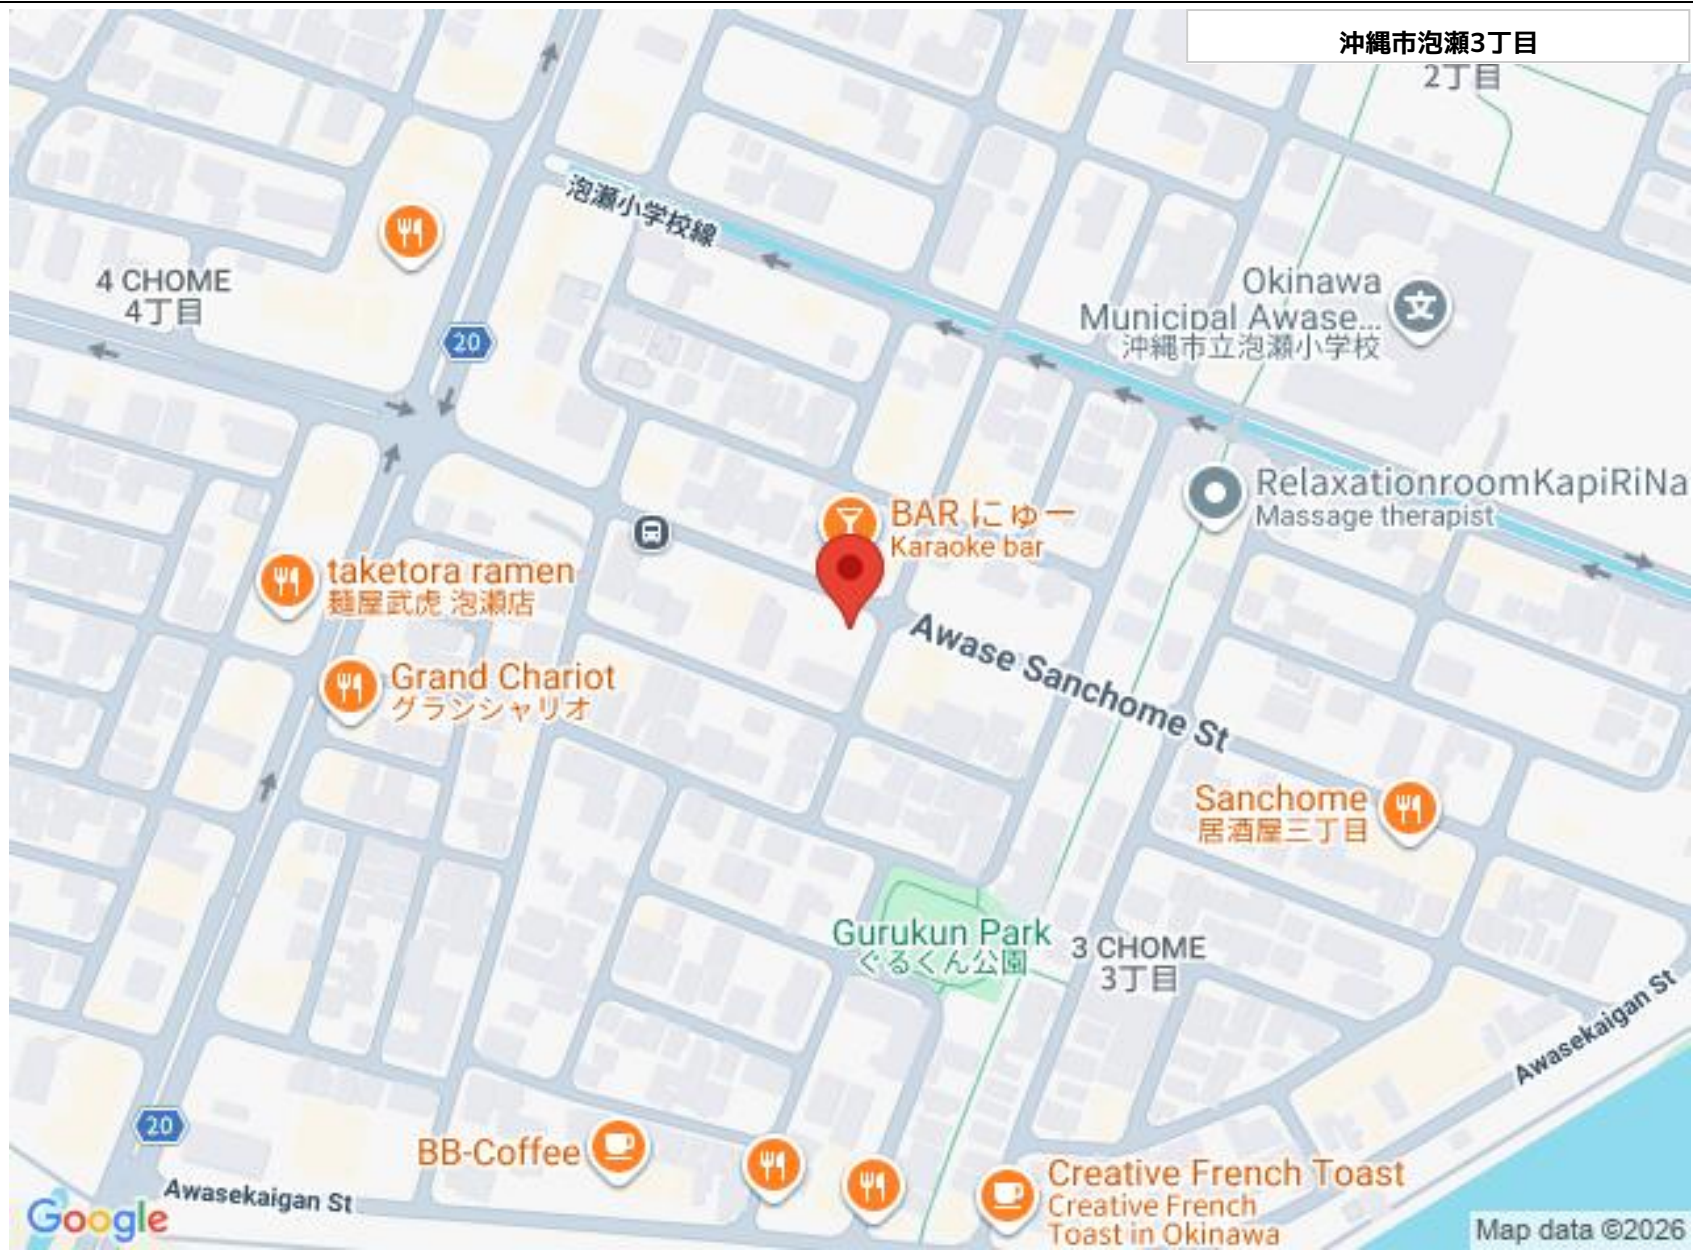 沖縄市泡瀬3丁目
2丁目
泡瀬小学校線
4 CHOME
4丁目
20
Okinawa
Municipal Awase...
沖縄市立泡瀬小学校
文
RelaxationroomKapiRiNa
Massage therapist
BAR にゅー
Karaoke bar
taketora ramen
麺屋武虎 泡瀬店
Awase Sanchome St
Grand Chariot
グランシャリオ
Sanchome
居酒屋三丁目
Gurukun Park
ぐるくん公園
3 CHOME
3丁目
Awasekaigan St
20
BB-Coffee
Creative French Toast
Creative French
Toast in Okinawa
Awasekaigan St
Google
Map data ©2026